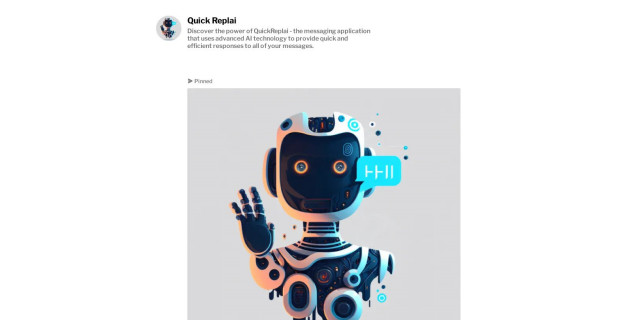 Quick Replai
Discover the power of QuickReplai - the messaging application
that uses advanced AI technology to provide quick and
efficient responses to all of your messages.
Pinned